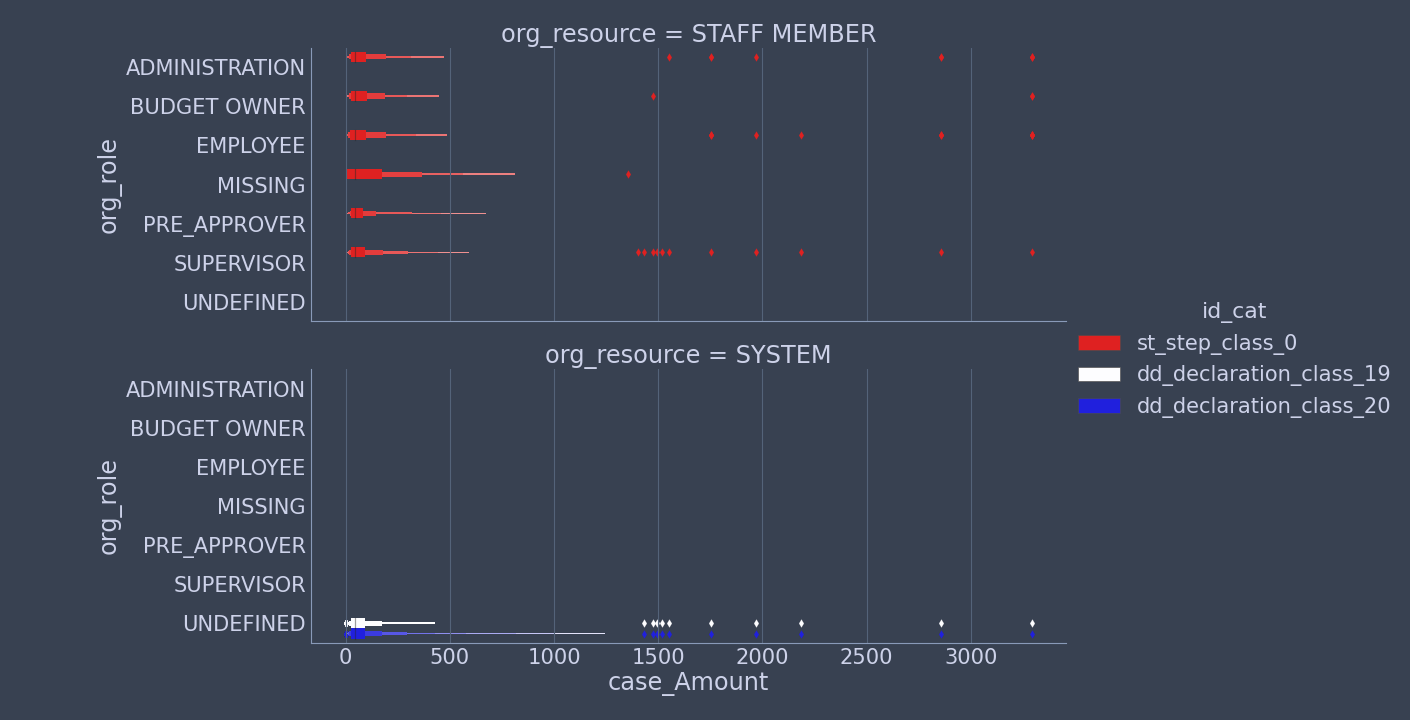 org_resource = STAFF MEMBER
ADMINISTRATION
BUDGET OWNER
EMPLOYEE
MISSING
PRE_APPROVER
SUPERVISOR
UNDEFINED
org_role
org_resource = SYSTEM
ADMINISTRATION
BUDGET OWNER
EMPLOYEE
MISSING
PRE_APPROVER
SUPERVISOR
UNDEFINED
org_role
0 500 1000 1500 2000 2500 3000
case_Amount
id_cat
st_step_class_0
dd_declaration_class_19
dd_declaration_class_20